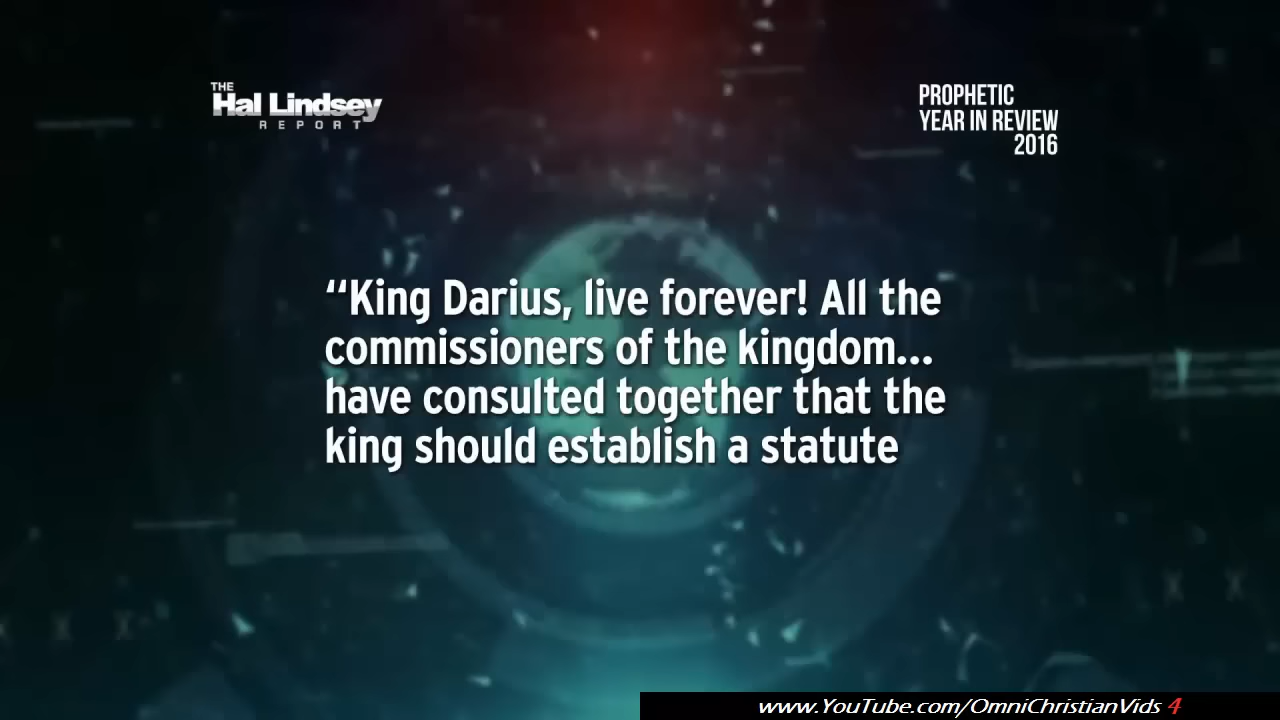 THE
Hal Lindsey
REPORT
PROPHETIC
YEAR IN REVIEW
2016
“King Darius, live forever! All the
commissioners of the kingdom...
have consulted together that the
king should establish a statute
www.YouTube.com/OmniChristianVids 4